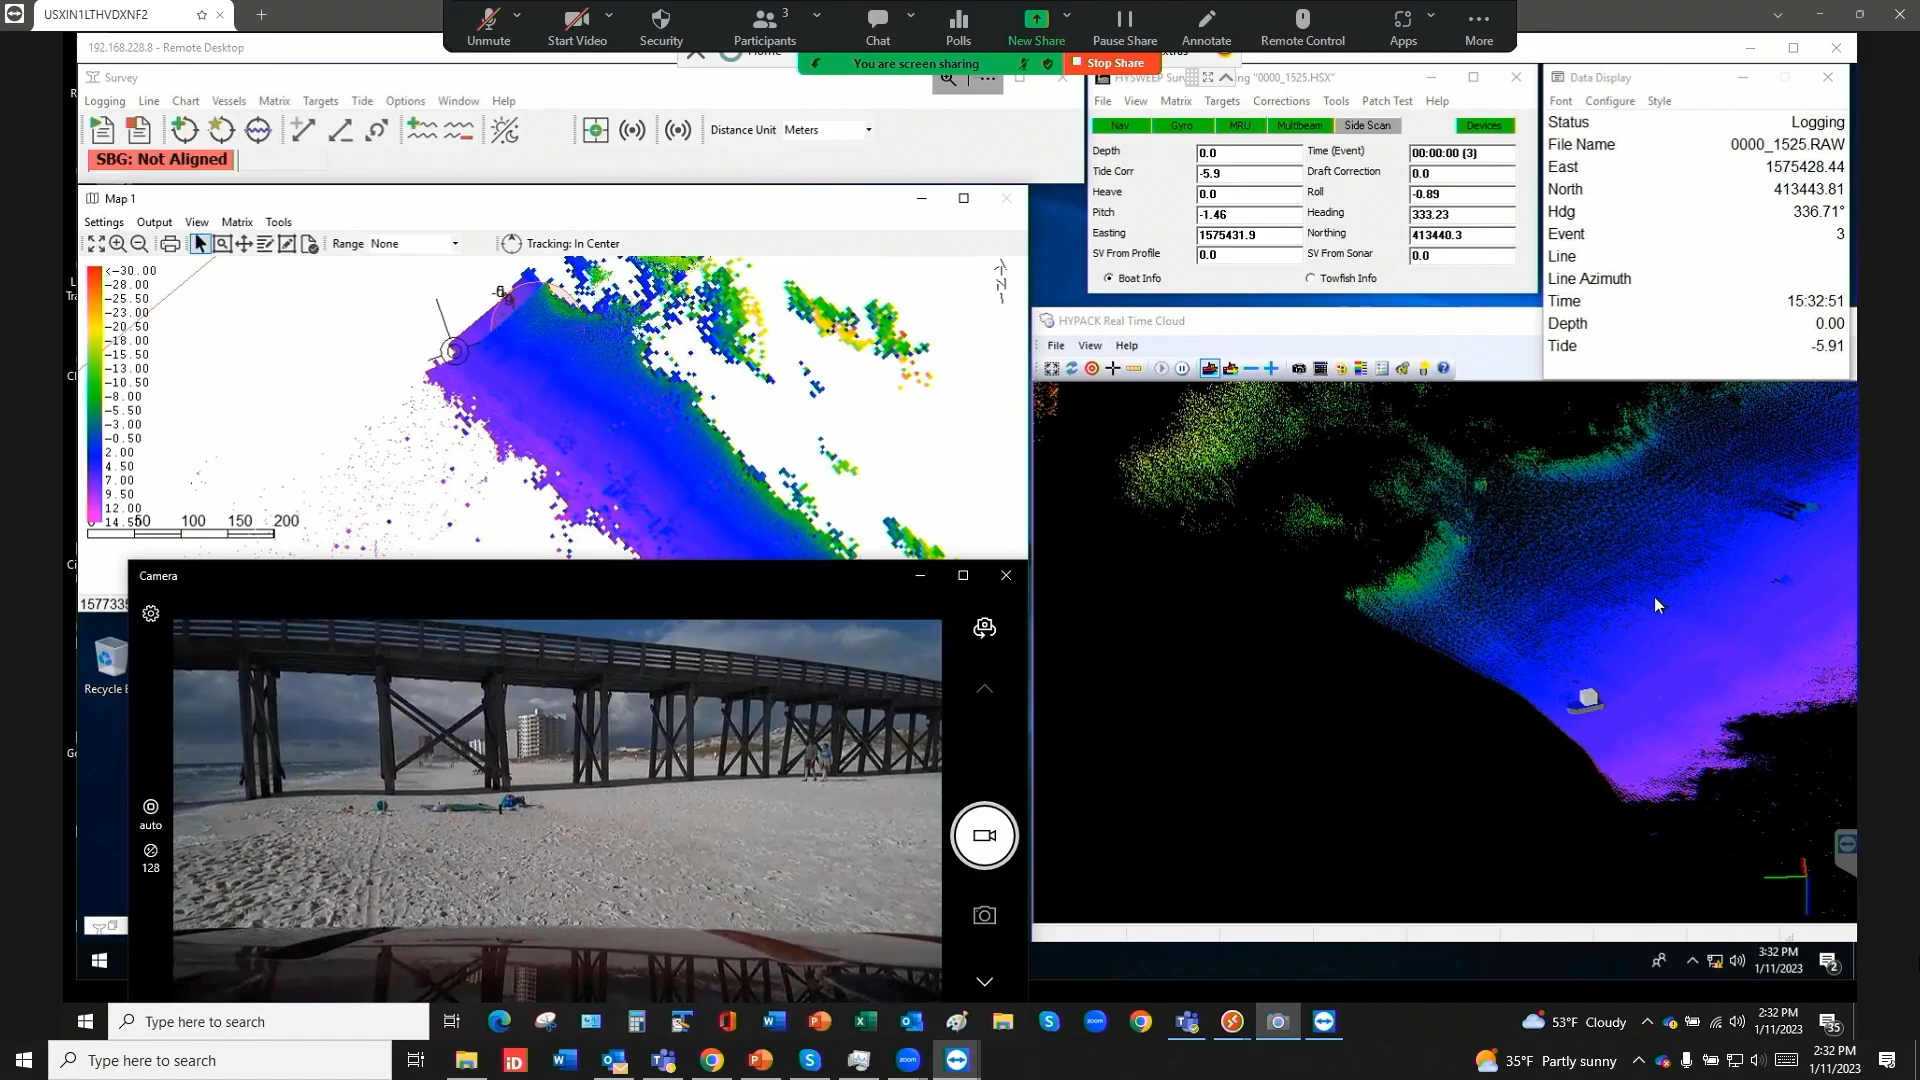 USXIN1LTHVDXNF2
Unmute
Start Video
Security
Participants
3
Chat
Polls
New Share
Pause Share
Annotate
Remote Control
Apps
More
You are screen sharing
Stop Share
192.168.228.8 - Remote Desktop
Survey
Logging Line Chart Vessels Matrix Targets Tide Options Window Help
Distance Unit Meters
SBG: Not Aligned
Map 1
Settings Output View Matrix Tools
Range None
Tracking: In Center
<-30.00
28.00
25.50
23.00
20.50
-18.00
-15.50
-13.00
-10.50
-8.00
-5.50
-3.00
-0.50
2.00
4.50
7.00
9.50
12.00
14.5
50 100 150 200
N
1577335
Camera
auto
128
"0000_1525.HSX"
File View Matrix Targets Corrections Tools Patch Test Help
Nav Gyro MRU Multibeam Side Scan Devices
Depth 0.0 Time (Event) 00:00:00 (3)
Tide Corr -5.9 Draft Correction 0.0
Heave 0.0 Roll -0.89
Pitch -1.46 Heading 333.23
Easting 1575431.9 Northing 413440.3
SV From Profile 0.0 SV From Sonar 0.0
Boat Info Towfish Info
Data Display
Font Configure Style
Status Logging
File Name 0000_1525.RAW
East 1575428.44
North 413443.81
Hdg 336.71°
Event 3
Line
Line Azimuth
Time 15:32:51
Depth 0.00
Tide -5.91
HYPACK Real Time Cloud
File View Help
3:32 PM
1/11/2023
2
Type here to search
53°F Cloudy
2:32 PM
1/11/2023
35
Type here to search
35°F Partly sunny
2:32 PM
1/11/2023